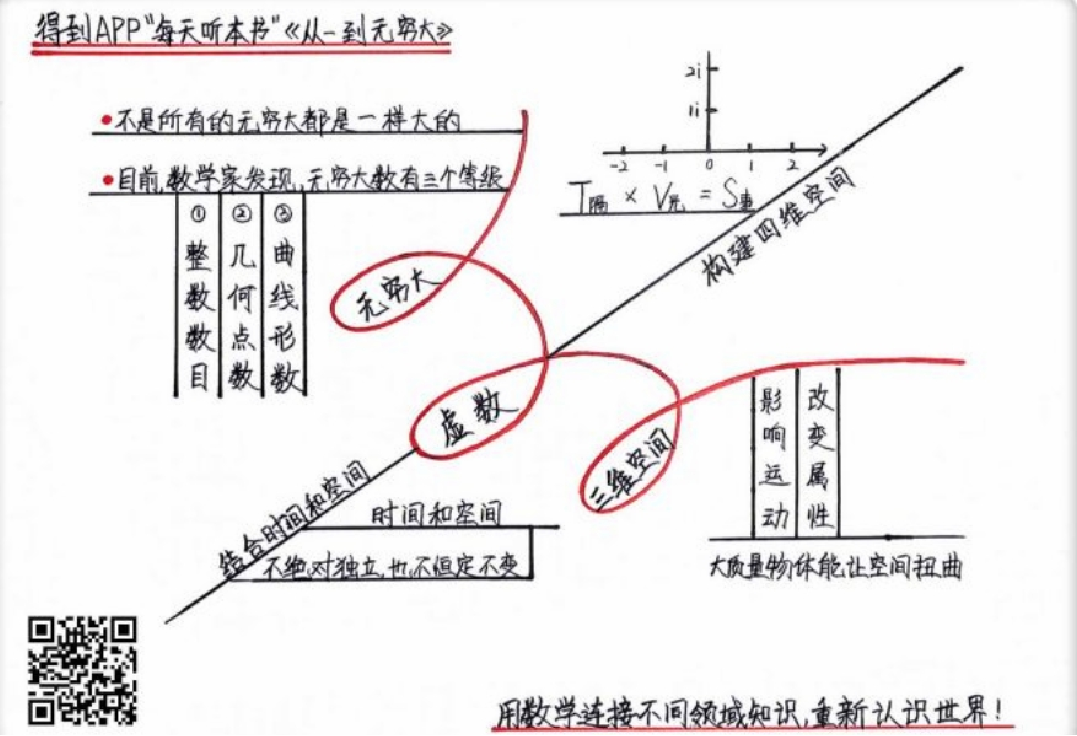 得到APP"每天听本书"《从一到无穷大》
•不是所有的无穷大都是一样大的
•目前,数学家发现,无穷大数有三个等级
①整数数目
②几何点数
③曲线形数
无穷大
2i
1i
-2 -1 0 1 2
T隔 × V光 = S重
构建四维空间
虚数
三维空间
影响运动
改变属性
大质量物体能让空间扭曲
结合时间和空间
时间和空间
不绝对独立,也不恒定不变
用数学连接不同领域知识,重新认识世界!